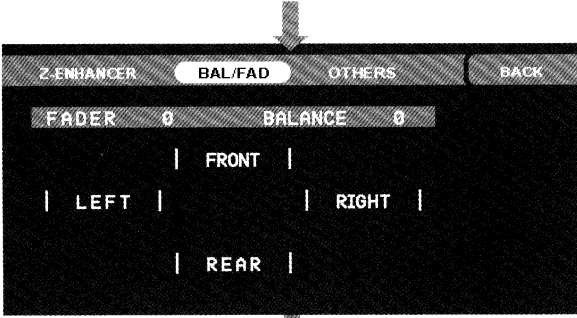 Z-ENHANCER BAL/FAD OTHERS BACK
FADER 0 BALANCE 0
FRONT
LEFT RIGHT
REAR